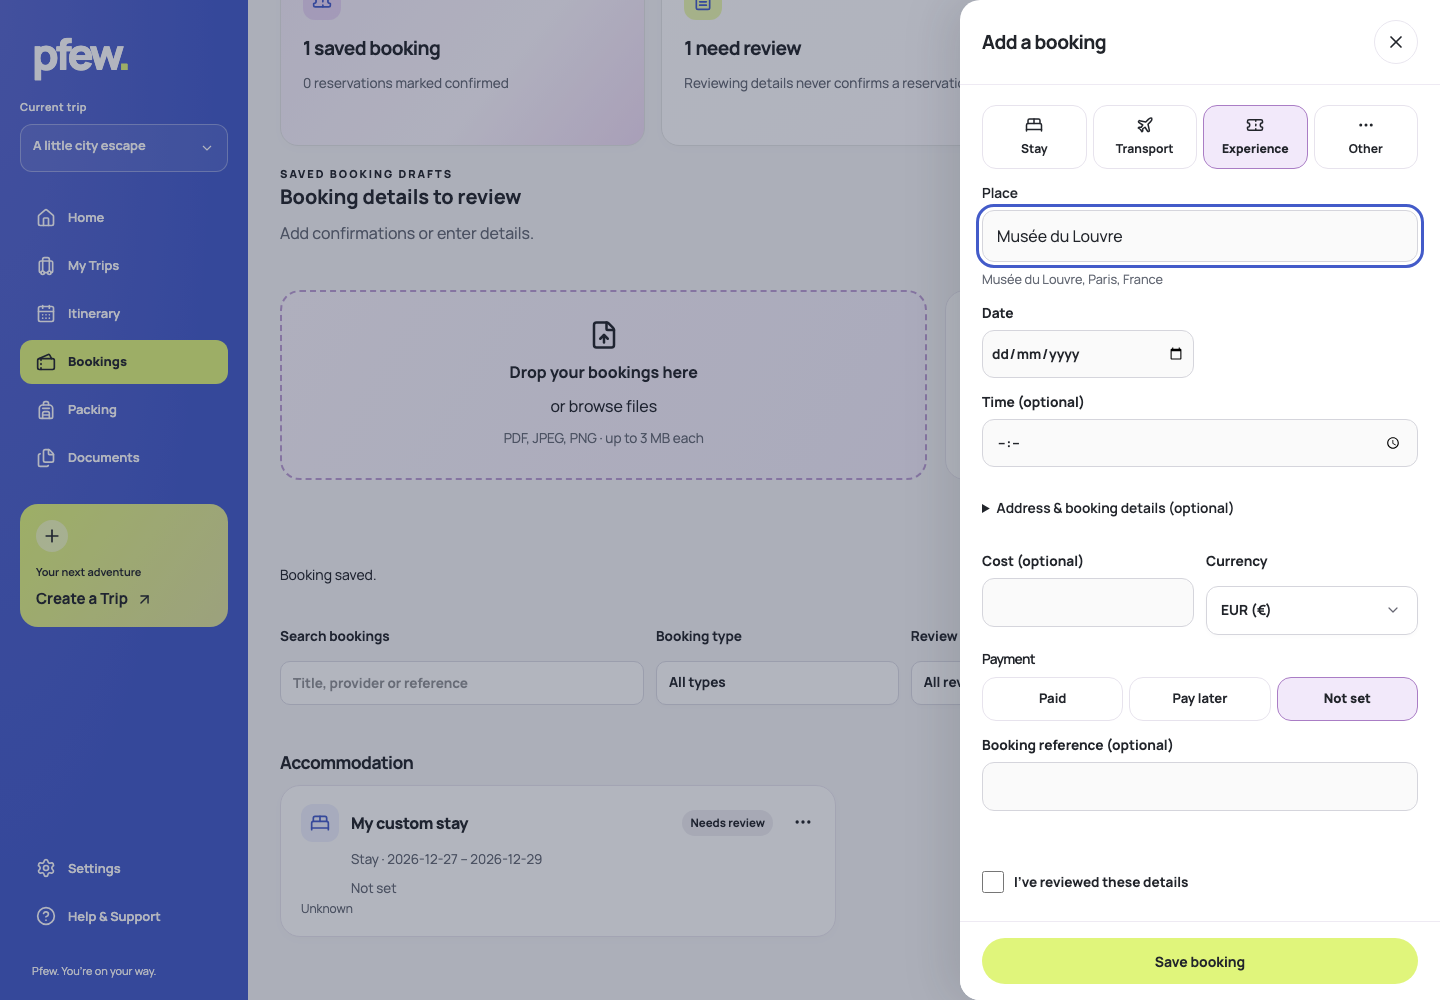 pfew.
Current trip
A little city escape
Home
My Trips
Itinerary
Bookings
Packing
Documents
Your next adventure
Create a Trip
Settings
Help & Support
Pfew. You're on your way.
1 saved booking
0 reservations marked confirmed
1 need review
Reviewing details never confirms a reservatio
SAVED BOOKING DRAFTS
Booking details to review
Add confirmations or enter details.
Drop your bookings here
or browse files
PDF, JPEG, PNG · up to 3 MB each
Booking saved.
Search bookings
Booking type
Review
Title, provider or reference
All types
All rev
Accommodation
My custom stay
Needs review
Stay · 2026-12-27 – 2026-12-29
Not set
Unknown
Add a booking
Stay
Transport
Experience
Other
Place
Musée du Louvre
Musée du Louvre, Paris, France
Date
dd/mm/yyyy
Time (optional)
--:--
Address & booking details (optional)
Cost (optional)
Currency
EUR (€)
Payment
Paid
Pay later
Not set
Booking reference (optional)
I've reviewed these details
Save booking